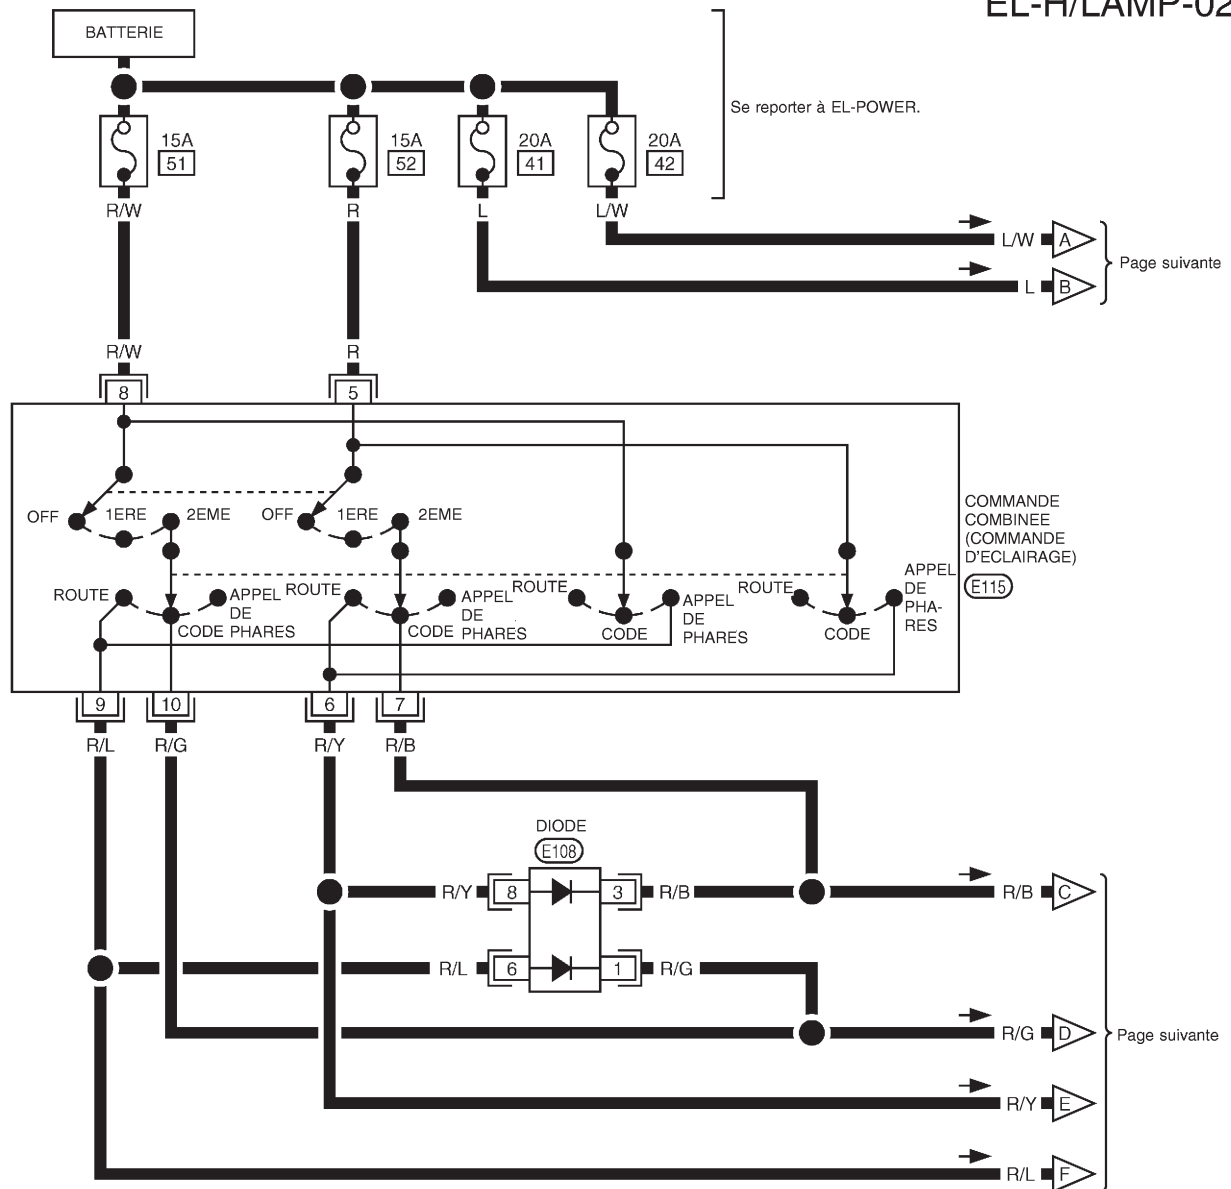 EL-H/LAMP-02
BATTERIE
Se reporter à EL-POWER.
15A
51
15A
52
20A
41
20A
42
R/W
R
L
L/W
L/W
A
Page suivante
L
B
R/W
R
8
5
OFF
1ERE
2EME
OFF
1ERE
2EME
COMMANDE
COMBINEE
(COMMANDE
D'ECLAIRAGE)
E115
ROUTE
CODE
APPEL
DE
PHARES
ROUTE
CODE
APPEL
DE
PHARES
ROUTE
CODE
APPEL
DE
PHARES
ROUTE
CODE
APPEL
DE
PHA-
RES
9
10
6
7
R/L
R/G
R/Y
R/B
DIODE
E108
R/Y
8
3
R/B
R/B
C
R/L
6
1
R/G
R/G
D
Page suivante
R/Y
E
R/L
F